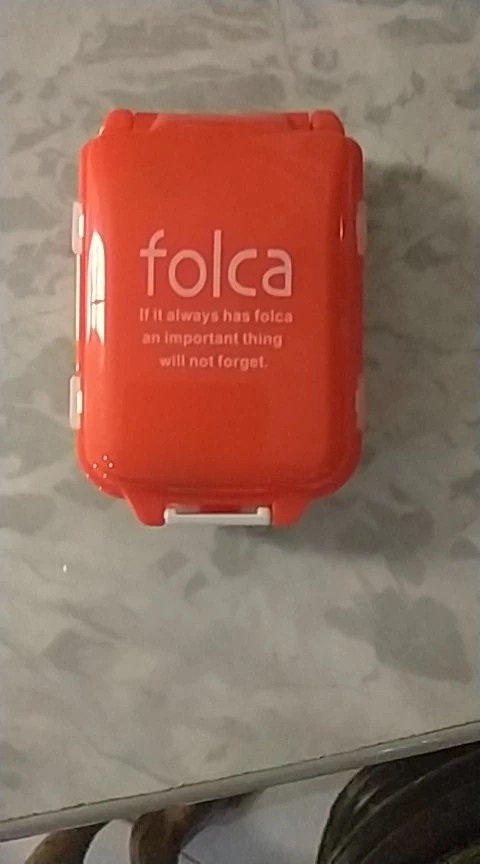 folca
If it always has folca
an important thing
will not forget.